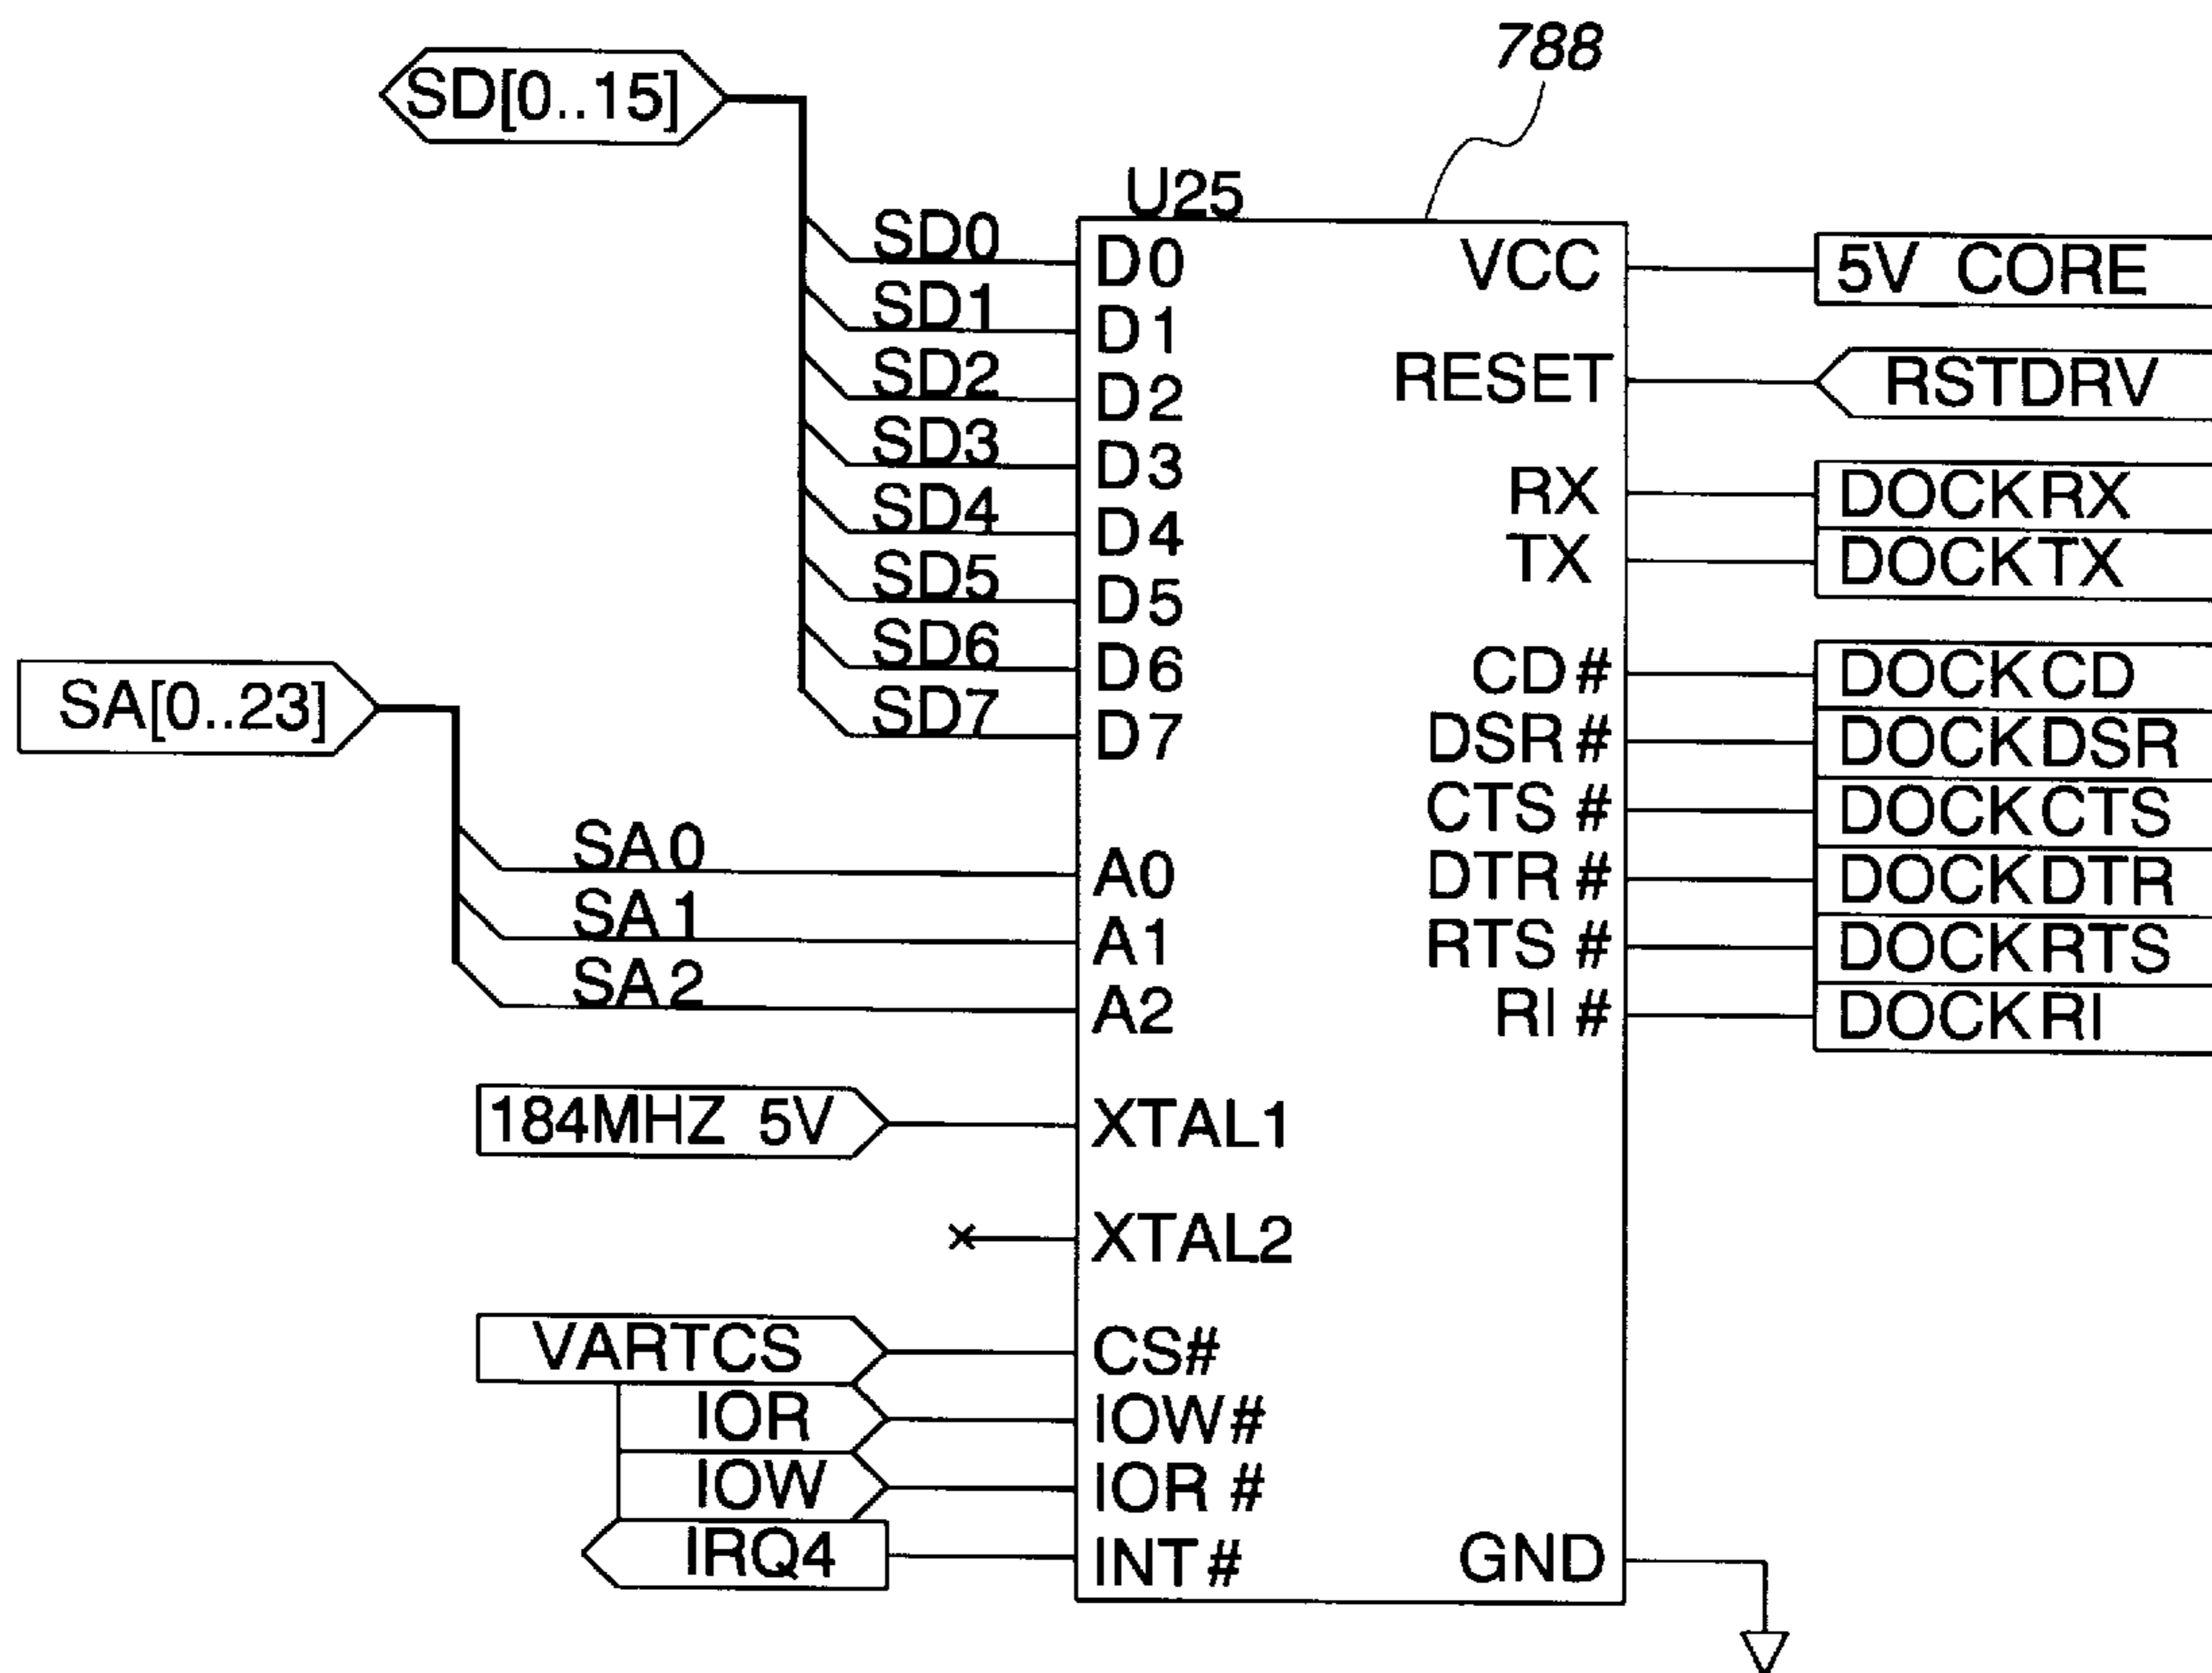 788
SD[0..15]
U25
SD0 D0 VCC 5V CORE
SD1 D1
SD2 D2 RESET RSTDRV
SD3 D3 RX DOCKRX
SD4 D4 TX DOCKTX
SD5 D5
SD6 D6 CD# DOCKCD
SA[0..23] SD7 D7 DSR# DOCKDSR
CTS # DOCKCTS
SA0 A0 DTR # DOCKDTR
SA1 A1 RTS # DOCKRTS
SA2 A2 RI # DOCKRI
184MHZ 5V XTAL1
XTAL2
VARTCS CS#
IOR IOW#
IOW IOR #
IRQ4 INT# GND